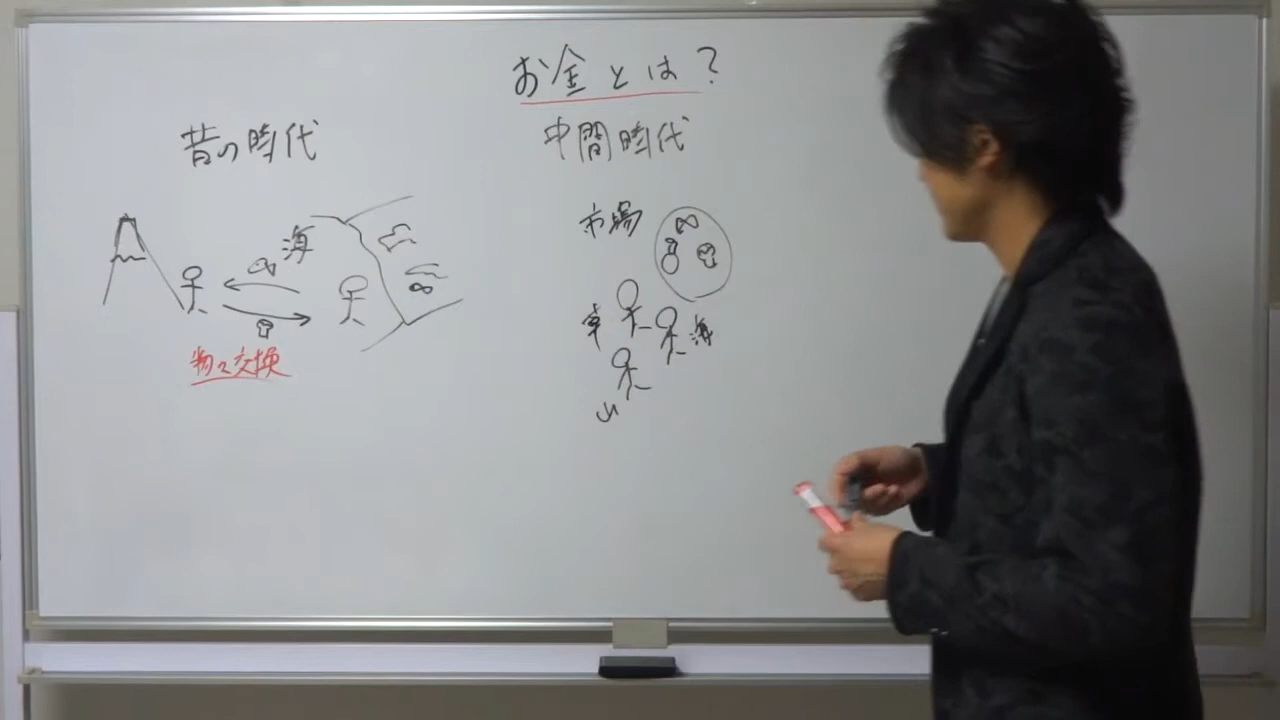 お金とは?
昔の時代
海
物々交換
中間時代
市場
海
山